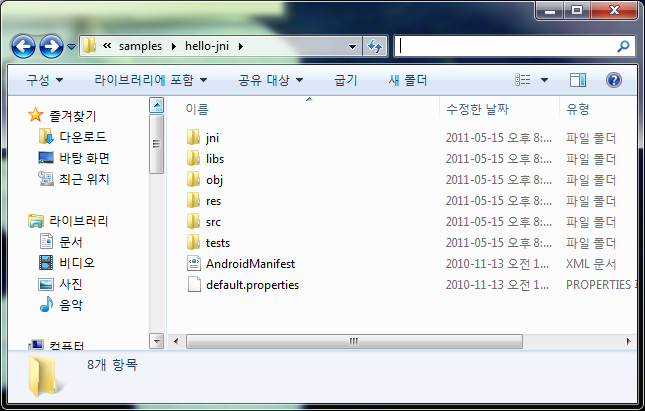 samples hello-jni
구성 라이브러리에 포함 공유 대상 굽기 새 폴더
이름 수정한 날짜 유형
즐겨찾기
다운로드
바탕 화면
최근 위치
라이브러리
문서
비디오
사진
음악
컴퓨터
jni 2011-05-15 오후 8:... 파일 폴더
libs 2011-05-15 오후 8:... 파일 폴더
obj 2011-05-15 오후 8:... 파일 폴더
res 2011-05-15 오후 8:... 파일 폴더
src 2011-05-15 오후 8:... 파일 폴더
tests 2011-05-15 오후 8:... 파일 폴더
AndroidManifest 2010-11-13 오전 1... XML 문서
default.properties 2010-11-13 오전 1... PROPERTIES
8개 항목